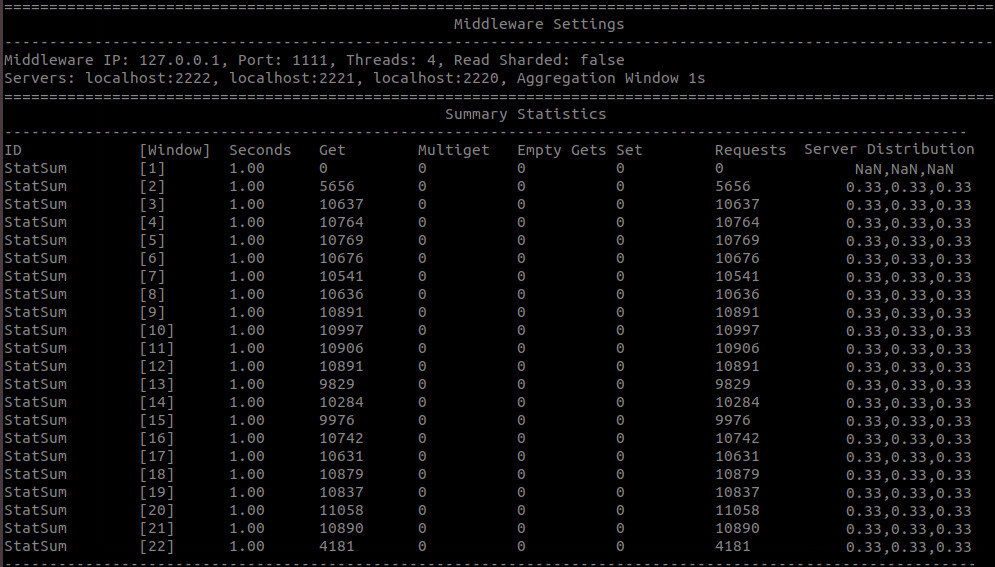 ================================================================================
Middleware Settings
--------------------------------------------------------------------------------
Middleware IP: 127.0.0.1, Port: 1111, Threads: 4, Read Sharded: false
Servers: localhost:2222, localhost:2221, localhost:2220, Aggregation Window 1s
================================================================================
Summary Statistics
--------------------------------------------------------------------------------
ID [Window] Seconds Get Multiget Empty Gets Set Requests Server Distribution
StatSum [1] 1.00 0 0 0 0 0 NaN,NaN,NaN
StatSum [2] 1.00 5656 0 0 0 5656 0.33,0.33,0.33
StatSum [3] 1.00 10637 0 0 0 10637 0.33,0.33,0.33
StatSum [4] 1.00 10764 0 0 0 10764 0.33,0.33,0.33
StatSum [5] 1.00 10769 0 0 0 10769 0.33,0.33,0.33
StatSum [6] 1.00 10676 0 0 0 10676 0.33,0.33,0.33
StatSum [7] 1.00 10541 0 0 0 10541 0.33,0.33,0.33
StatSum [8] 1.00 10636 0 0 0 10636 0.33,0.33,0.33
StatSum [9] 1.00 10891 0 0 0 10891 0.33,0.33,0.33
StatSum [10] 1.00 10997 0 0 0 10997 0.33,0.33,0.33
StatSum [11] 1.00 10906 0 0 0 10906 0.33,0.33,0.33
StatSum [12] 1.00 10891 0 0 0 10891 0.33,0.33,0.33
StatSum [13] 1.00 9829 0 0 0 9829 0.33,0.33,0.33
StatSum [14] 1.00 10284 0 0 0 10284 0.33,0.33,0.33
StatSum [15] 1.00 9976 0 0 0 9976 0.33,0.33,0.33
StatSum [16] 1.00 10742 0 0 0 10742 0.33,0.33,0.33
StatSum [17] 1.00 10631 0 0 0 10631 0.33,0.33,0.33
StatSum [18] 1.00 10879 0 0 0 10879 0.33,0.33,0.33
StatSum [19] 1.00 10837 0 0 0 10837 0.33,0.33,0.33
StatSum [20] 1.00 11058 0 0 0 11058 0.33,0.33,0.33
StatSum [21] 1.00 10890 0 0 0 10890 0.33,0.33,0.33
StatSum [22] 1.00 4181 0 0 0 4181 0.33,0.33,0.33
--------------------------------------------------------------------------------